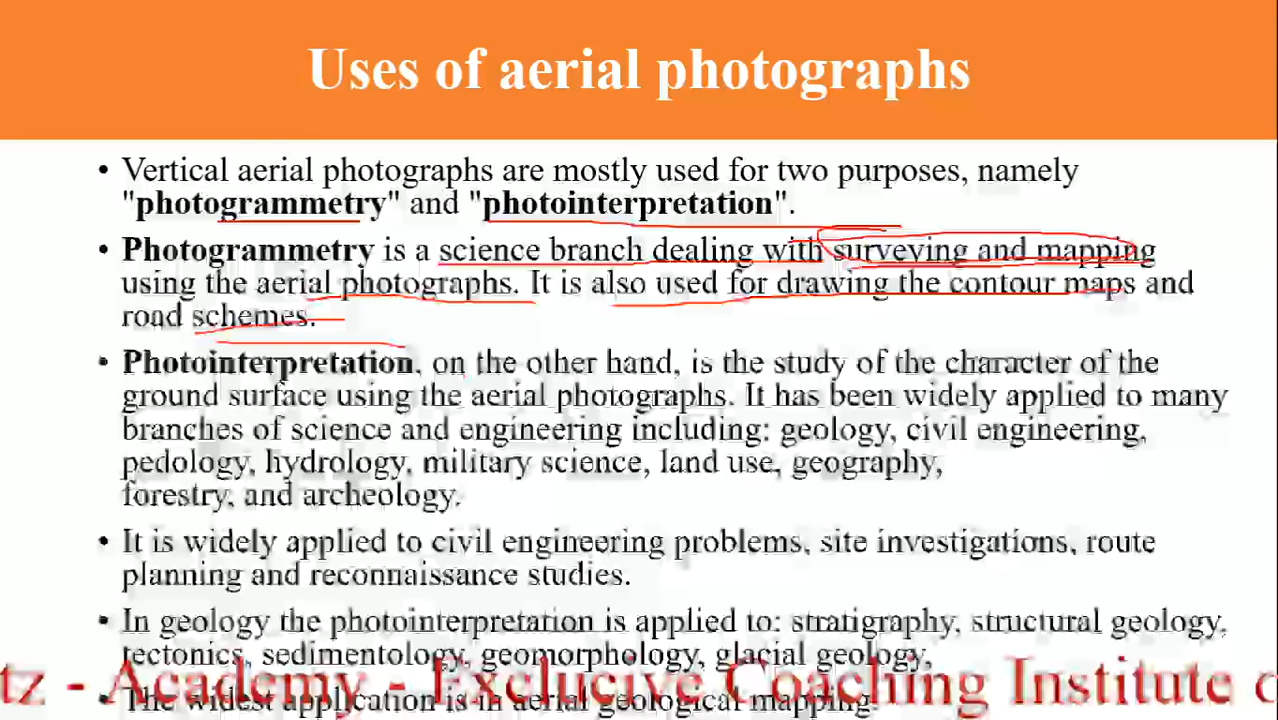 Uses of aerial photographs
• Vertical aerial photographs are mostly used for two purposes, namely
"photogrammetry" and "photointerpretation".
• Photogrammetry is a science branch dealing with surveying and mapping
using the aerial photographs. It is also used for drawing the contour maps and
road schemes.
• Photointerpretation, on the other hand, is the study of the character of the
ground surface using the aerial photographs. It has been widely applied to many
branches of science and engineering including: geology, civil engineering,
pedology, hydrology, military science, land use, geography,
forestry, and archeology.
• It is widely applied to civil engineering problems, site investigations, route
planning and reconnaissance studies.
• In geology the photointerpretation is applied to: stratigraphy, structural geology,
tectonics, sedimentology, geomorphology, glacial geology,
tz - Academy - Exclucive Coaching Institute
• The widest application is in aerial geological mapping.